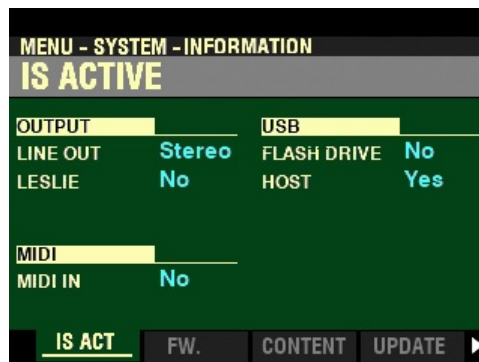 MENU - SYSTEM - INFORMATION
IS ACTIVE
OUTPUT
LINE OUT Stereo
LESLIE No
USB
FLASH DRIVE No
HOST Yes
MIDI
MIDI IN No
IS ACT FW. CONTENT UPDATE